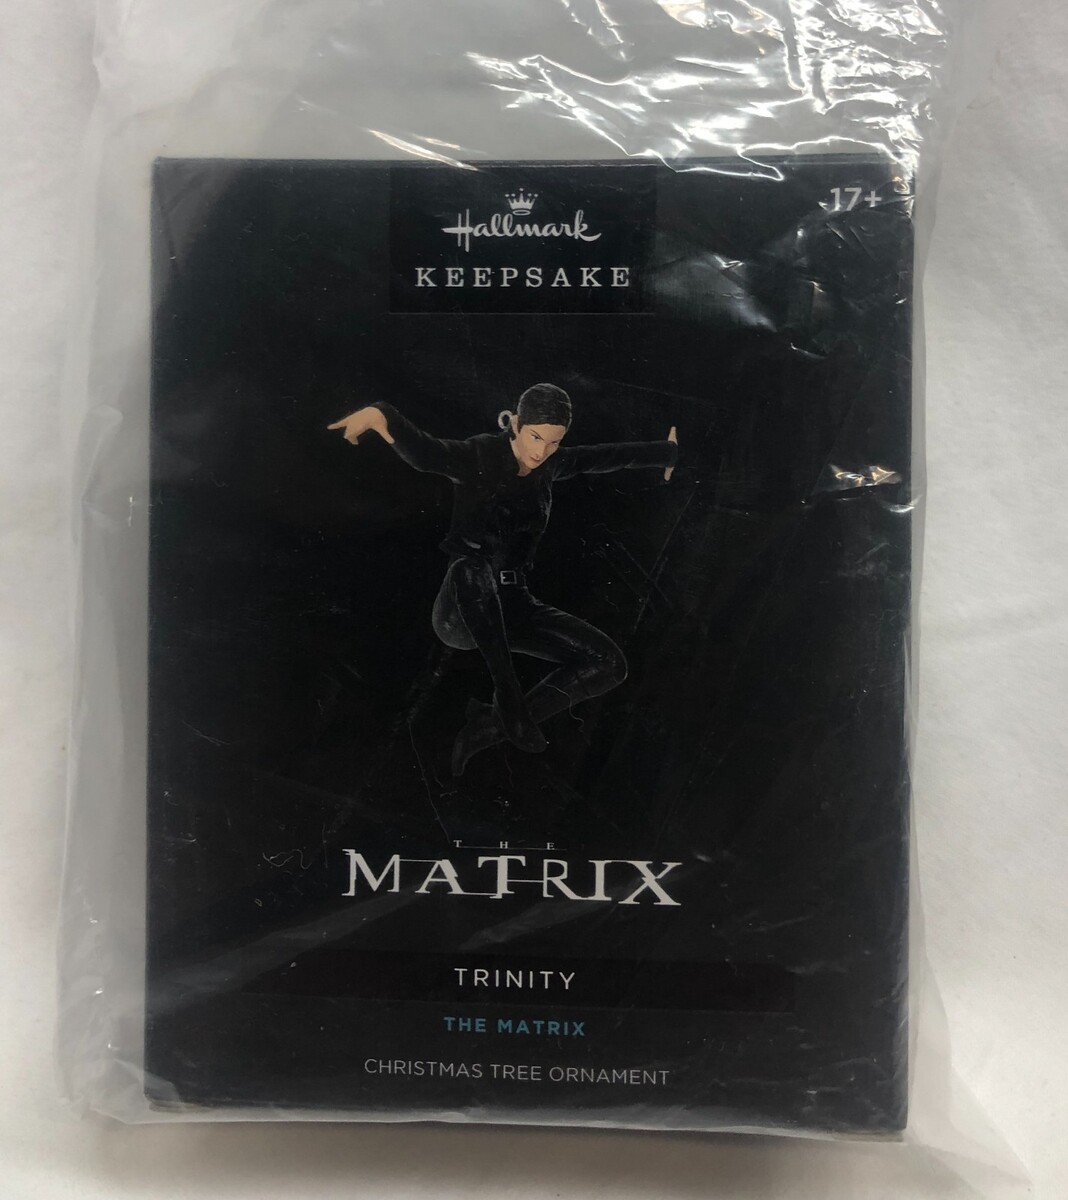 17+
Hallmark
KEEPSAKE
THE
MATRIX
TRINITY
THE MATRIX
CHRISTMAS TREE ORNAMENT